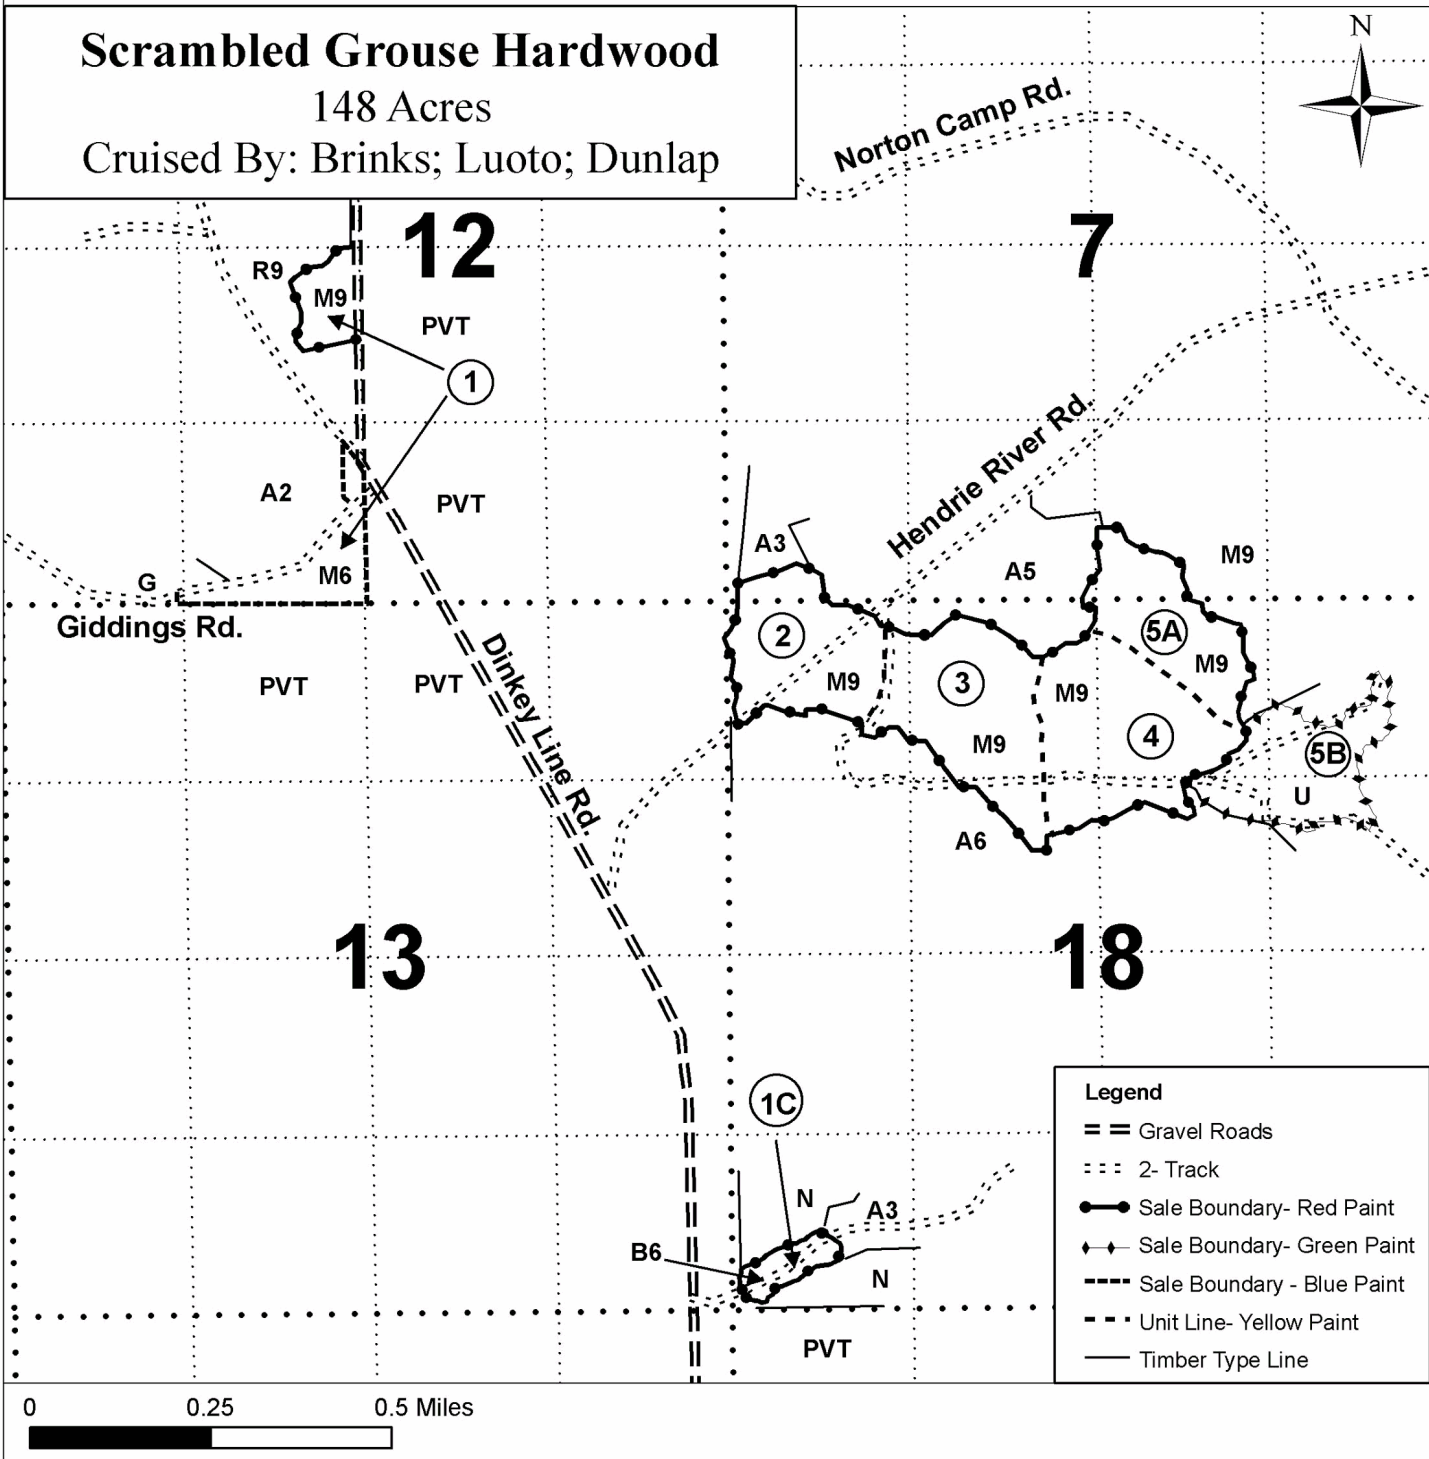 Scrambled Grouse Hardwood
148 Acres
Cruised By: Brinks; Luoto; Dunlap
N
Norton Camp Rd.
12
7
R9
M9
PVT
1
A2
PVT
Hendrie River Rd.
A3
A5
M9
G
M6
Giddings Rd.
2
5A
M9
3
M9
M9
PVT
PVT
Dinkey Line Rd.
M9
4
5B
U
A6
13
18
1C
N
A3
B6
N
PVT
Legend
Gravel Roads
2- Track
Sale Boundary- Red Paint
Sale Boundary- Green Paint
Sale Boundary - Blue Paint
Unit Line- Yellow Paint
Timber Type Line
0 0.25 0.5 Miles